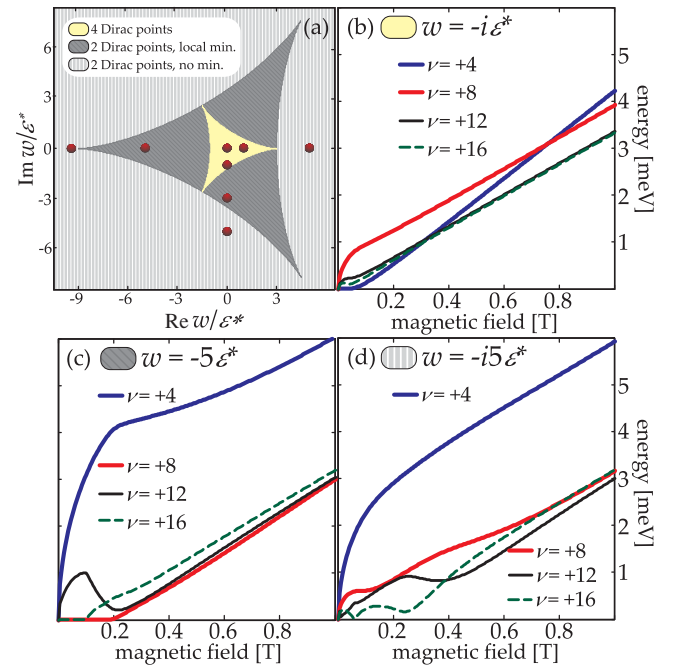 (a)
4 Dirac points
2 Dirac points, local min.
2 Dirac points, no min.
Im w/ε*
6
3
0
-3
-6
-9 -6 -3 0 3
Re w/ε*
(b) w = -iε*
ν = +4
ν = +8
ν = +12
ν = +16
5
4
3
2
1
energy [meV]
0.2 0.4 0.6 0.8
magnetic field [T]
(c) w = -5ε*
ν = +4
ν = +8
ν = +12
ν = +16
0.2 0.4 0.6 0.8
magnetic field [T]
(d) w = -i5ε*
ν = +4
ν = +8
ν = +12
ν = +16
5
4
3
2
1
energy [meV]
0.2 0.4 0.6 0.8
magnetic field [T]